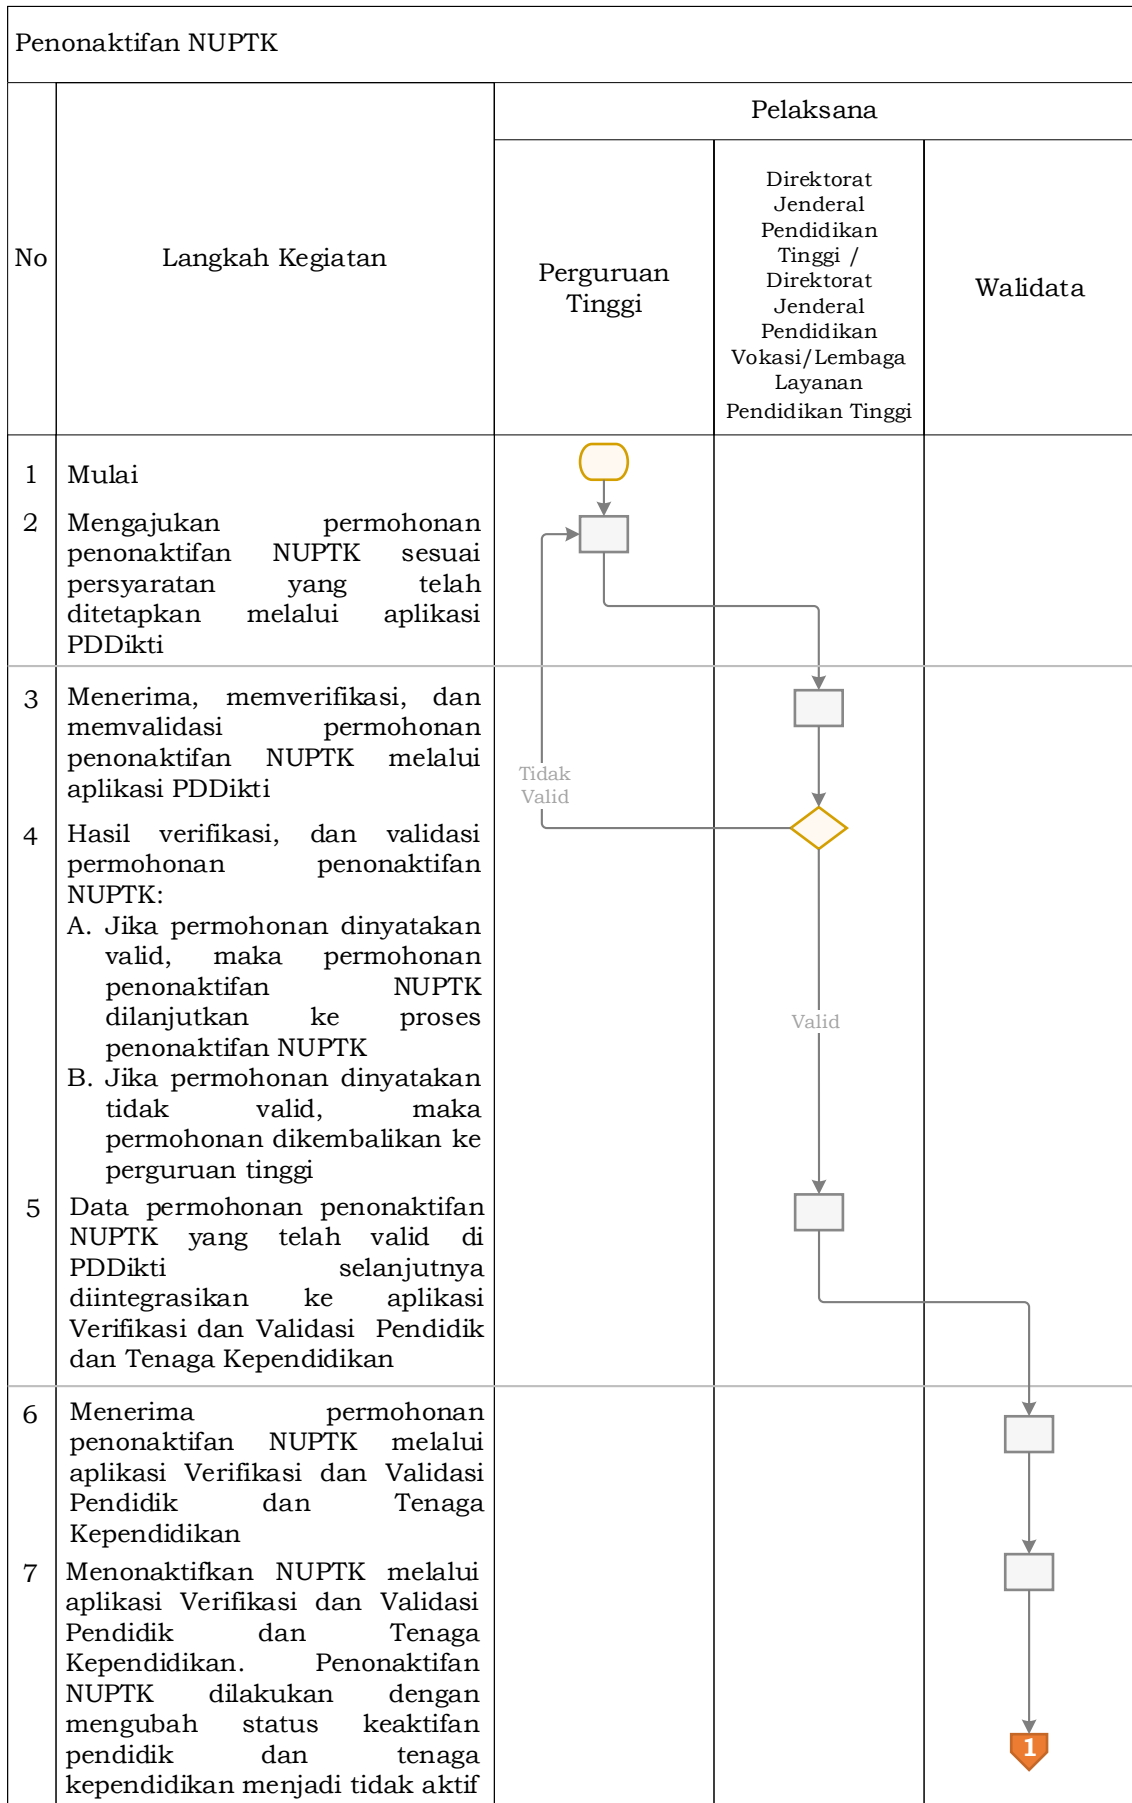 Penonaktifan NUPTK
Pelaksana
No
Langkah Kegiatan
Perguruan
Tinggi
Direktorat
Jenderal
Pendidikan
Tinggi /
Direktorat
Jenderal
Pendidikan
Vokasi/Lembaga
Layanan
Pendidikan Tinggi
Walidata
1 Mulai
2 Mengajukan permohonan
penonaktifan NUPTK sesuai
persyaratan yang telah
ditetapkan melalui aplikasi
PDDikti
3 Menerima, memverifikasi, dan
memvalidasi permohonan
penonaktifan NUPTK melalui
aplikasi PDDikti
Tidak
Valid
4 Hasil verifikasi, dan validasi
permohonan penonaktifan
NUPTK:
A. Jika permohonan dinyatakan
valid, maka permohonan
penonaktifan NUPTK
dilanjutkan ke proses
penonaktifan NUPTK
B. Jika permohonan dinyatakan
tidak valid, maka
permohonan dikembalikan ke
perguruan tinggi
Valid
5 Data permohonan penonaktifan
NUPTK yang telah valid di
PDDikti selanjutnya
diintegrasikan ke aplikasi
Verifikasi dan Validasi Pendidik
dan Tenaga Kependidikan
6 Menerima permohonan
penonaktifan NUPTK melalui
aplikasi Verifikasi dan Validasi
Pendidik dan Tenaga
Kependidikan
7 Menonaktifkan NUPTK melalui
aplikasi Verifikasi dan Validasi
Pendidik dan Tenaga
Kependidikan. Penonaktifan
NUPTK dilakukan dengan
mengubah status keaktifan
pendidik dan tenaga
kependidikan menjadi tidak aktif
1